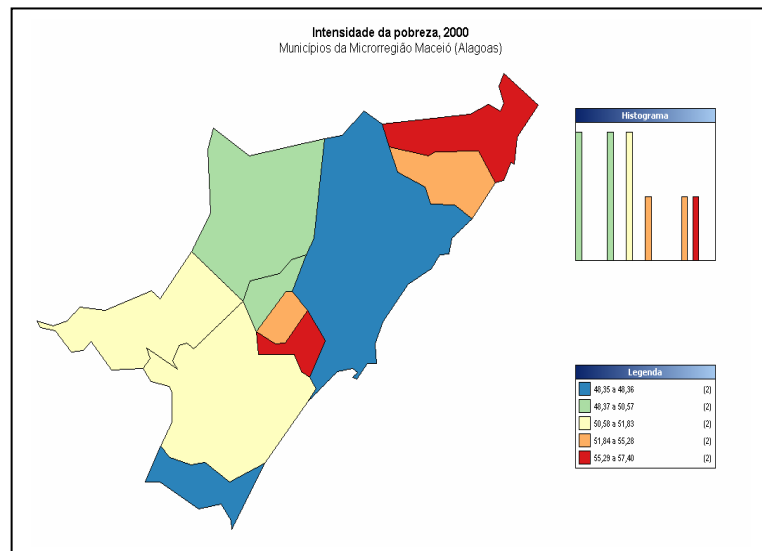 Intensidade da pobreza, 2000
Municípios da Microrregião Maceió (Alagoas)
Histograma
Legenda
48,35 a 48,36 (2)
48,37 a 50,57 (2)
50,58 a 51,83 (2)
51,84 a 55,28 (2)
55,29 a 57,40 (2)